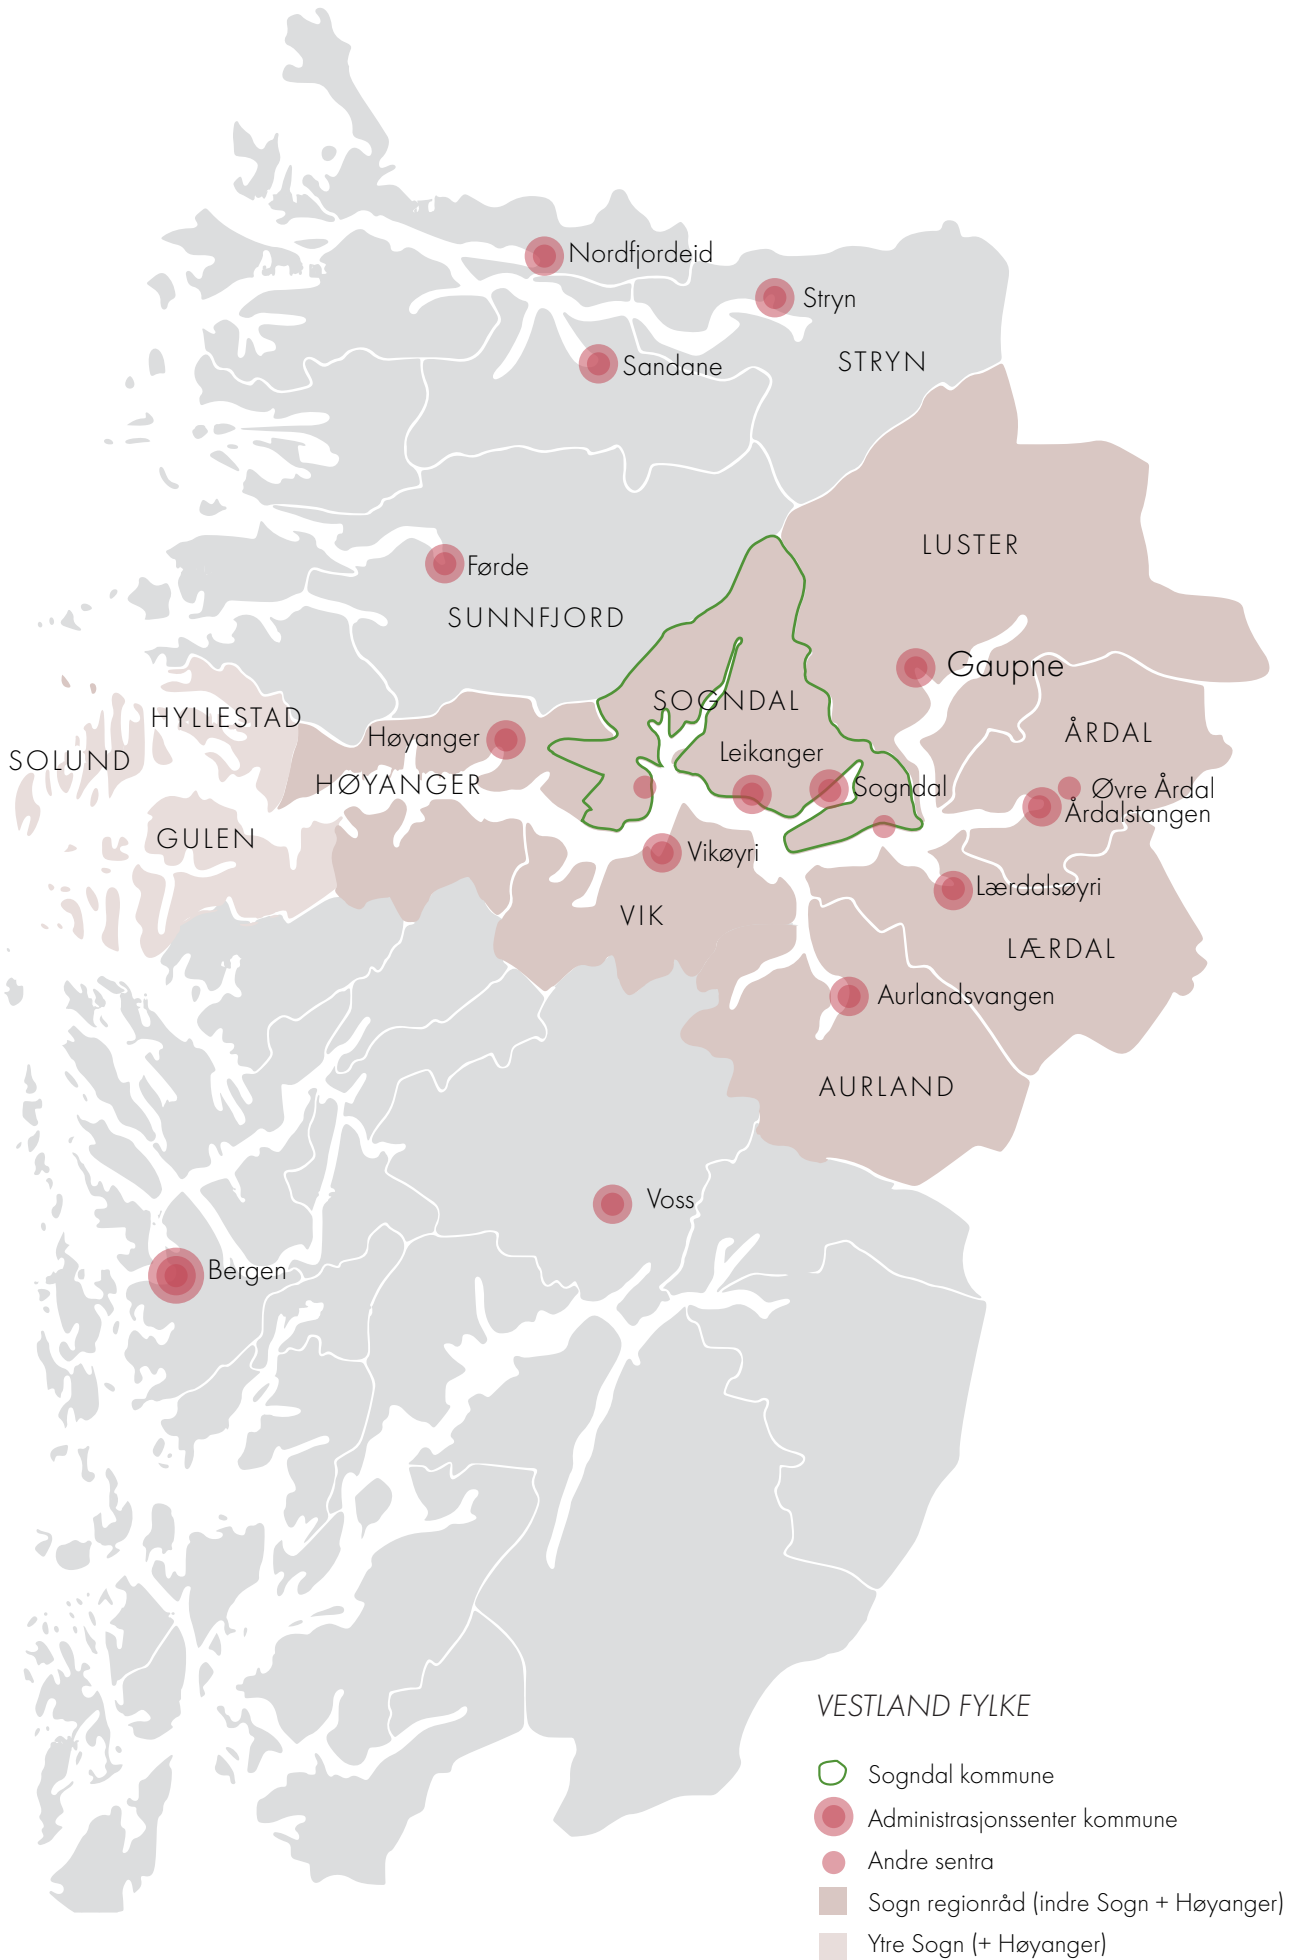 Nordfjordeid
Stryn
STRYN
Sandane
LUSTER
Førde
SUNNFJORD
Gaupne
SOGNDAL
HYLLESTAD
Høyanger
ÅRDAL
Leikanger
SOLUND
HØYANGER
Sogndal
Øvre Årdal
Årdalstangen
GULEN
Vikøyri
Lærdalsøyri
VIK
LÆRDAL
Aurlandsvangen
AURLAND
Voss
Bergen
VESTLAND FYLKE
Sogndal kommune
Administrasjonssenter kommune
Andre sentra
Sogn regionråd (indre Sogn + Høyanger)
Ytre Sogn (+ Høyanger)